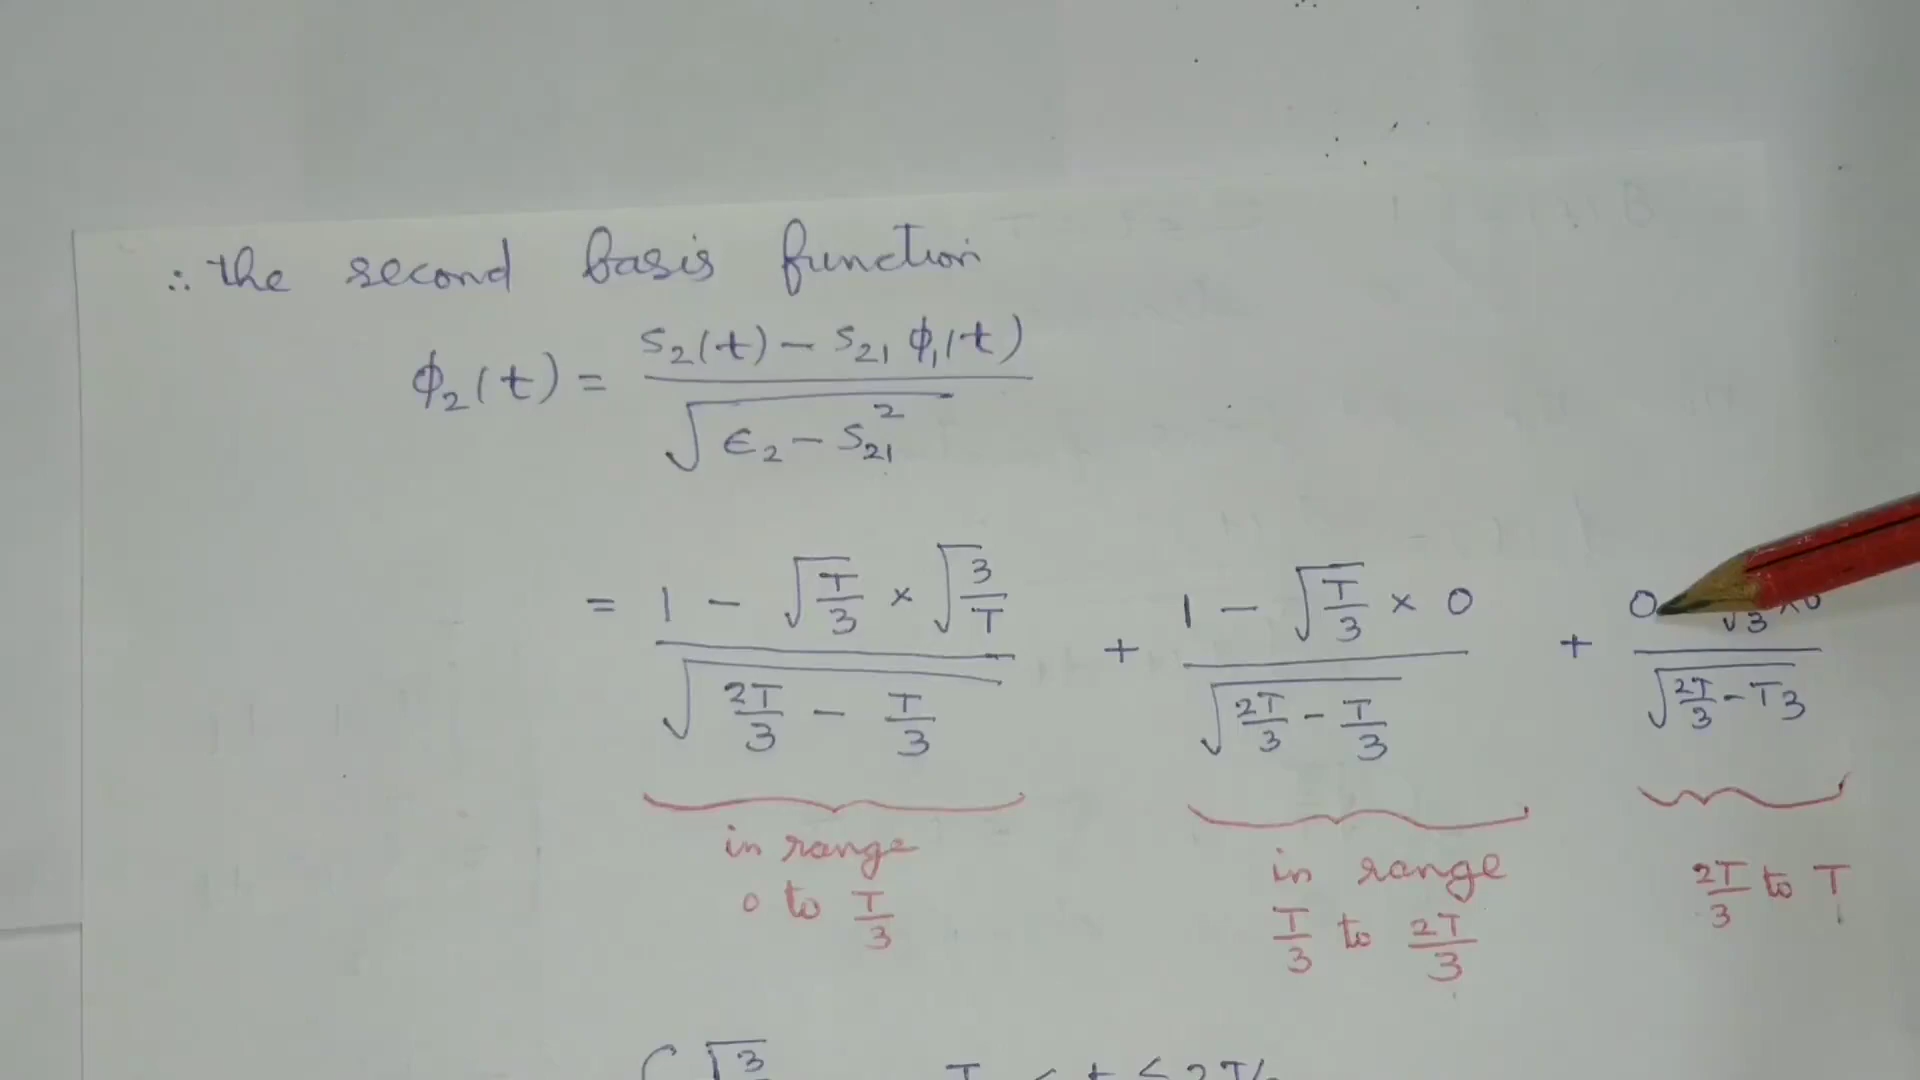 ∴ the second basis function
ϕ₂(t) = (s₂(t) - s₂₁ ϕ₁(t)) / √(ϵ₂ - s₂₁²)
= (1 - √(T/3) × √(3/T)) / √(2T/3 - T/3) + (1 - √(T/3) × 0) / √(2T/3 - T/3) + (0 √3 ×0) / √(2T/3 - T3)
in range in range
0 to T/3 T/3 to 2T/3 2T/3 to T